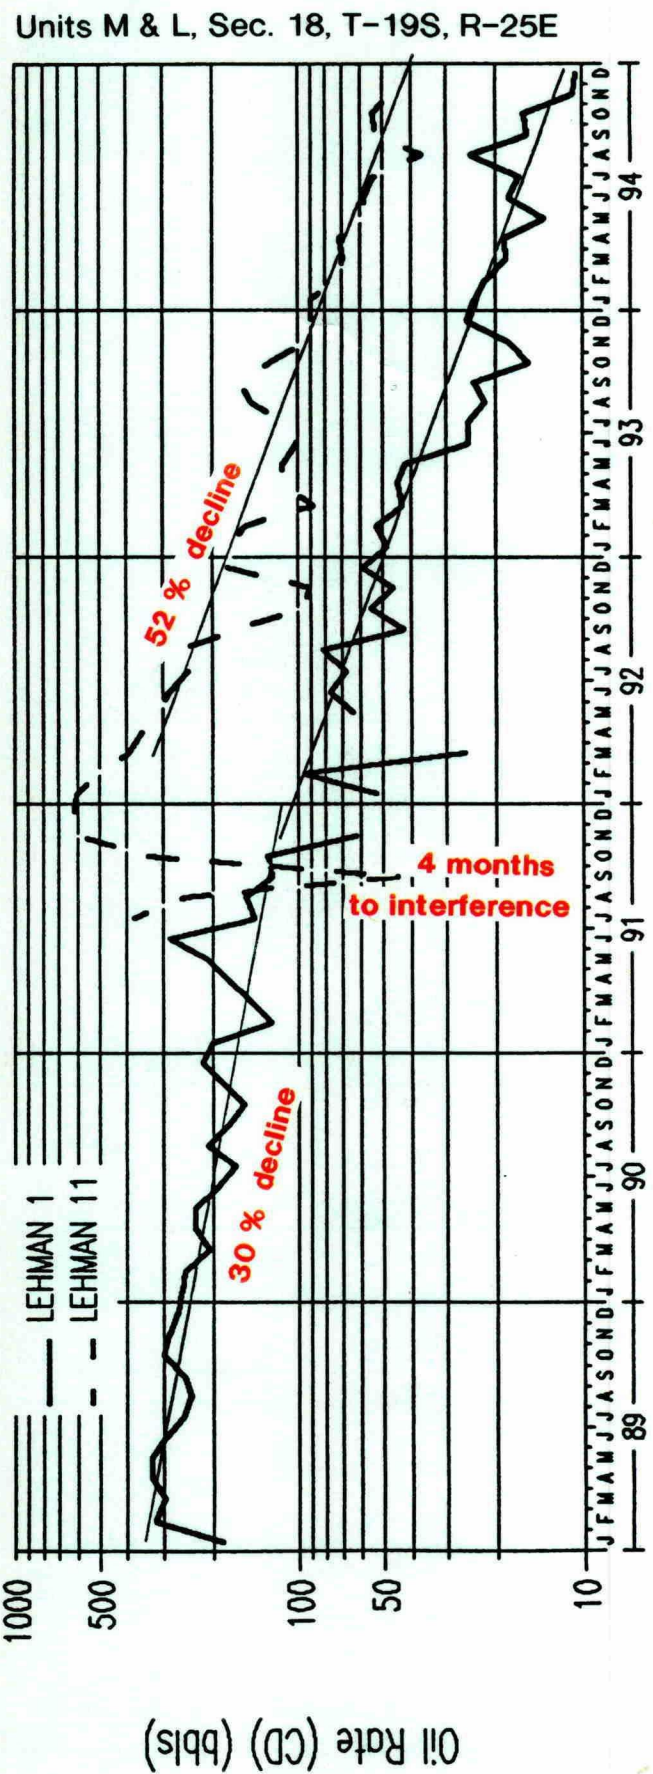 Units M & L, Sec. 18, T-19S, R-25E
LEHMAN 1
LEHMAN 11
52 % decline
30 % decline
4 months
to interference
Oil Rate (CD) (bbls)
1000
500
100
50
10
J F M A M J J A S O N D J F M A M J J A S O N D J F M A M J J A S O N D J F M A M J J A S O N D J F M A M J J A S O N D J F M A M J J A S O N D
89 90 91 92 93 94